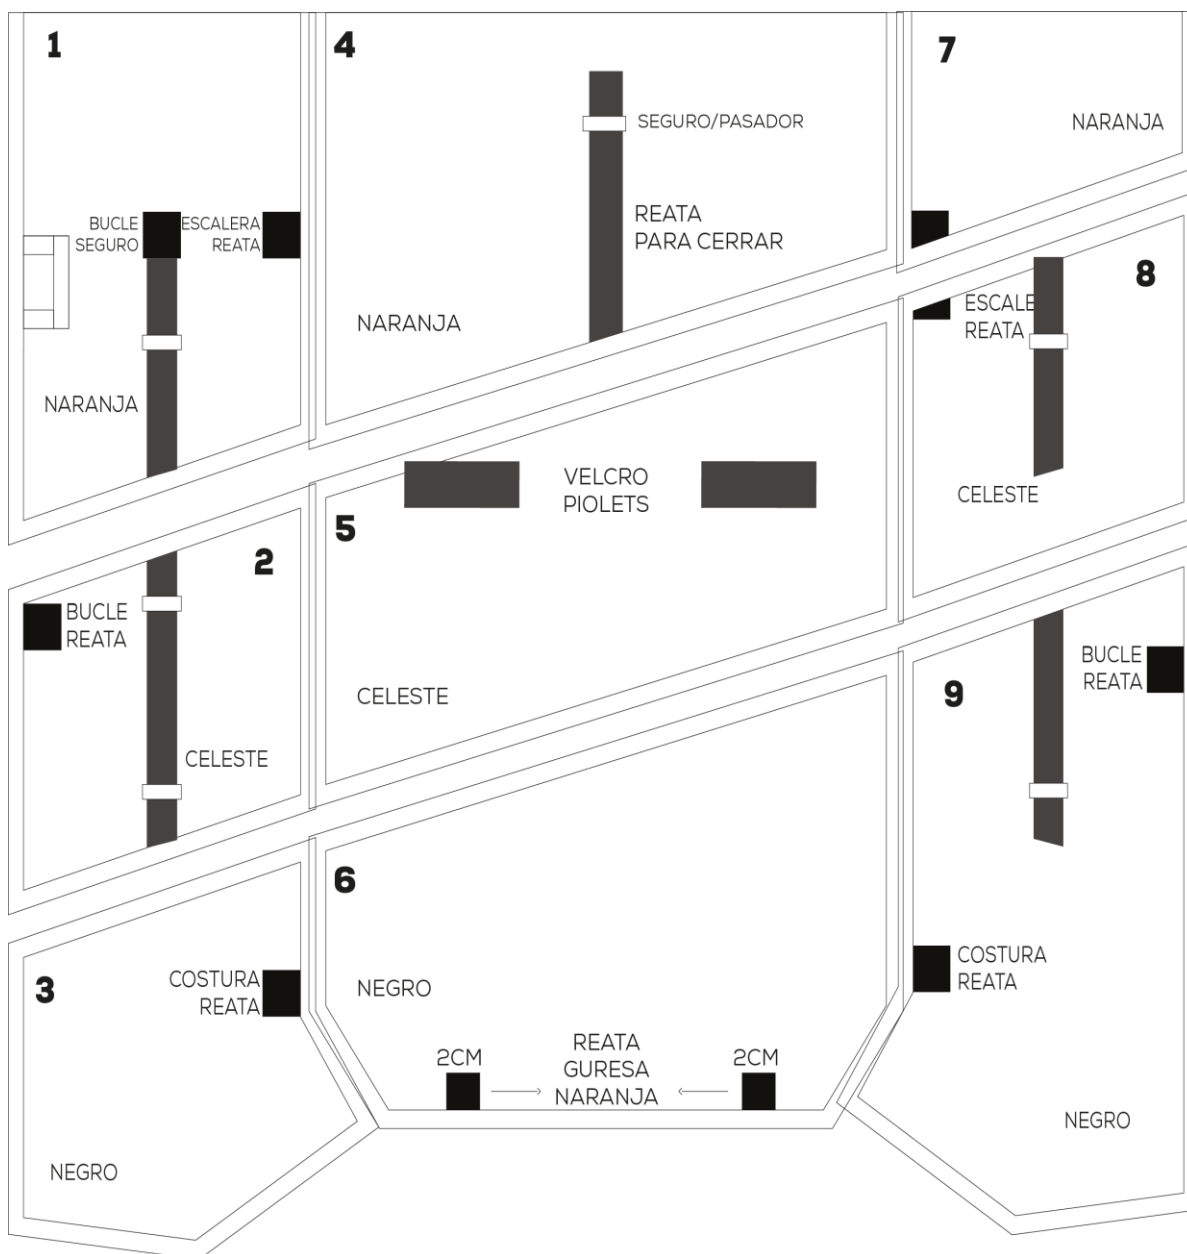 1
BUCLE
SEGURO
ESCALERA
REATA
NARANJA
4
SEGURO/PASADOR
REATA
PARA CERRAR
NARANJA
7
NARANJA
8
ESCALE
REATA
CELESTE
2
BUCLE
REATA
CELESTE
5
VELCRO
PIOLETS
CELESTE
9
BUCLE
REATA
COSTURA
REATA
NEGRO
3
COSTURA
REATA
NEGRO
6
NEGRO
2CM
REATA
GURESA
NARANJA
2CM